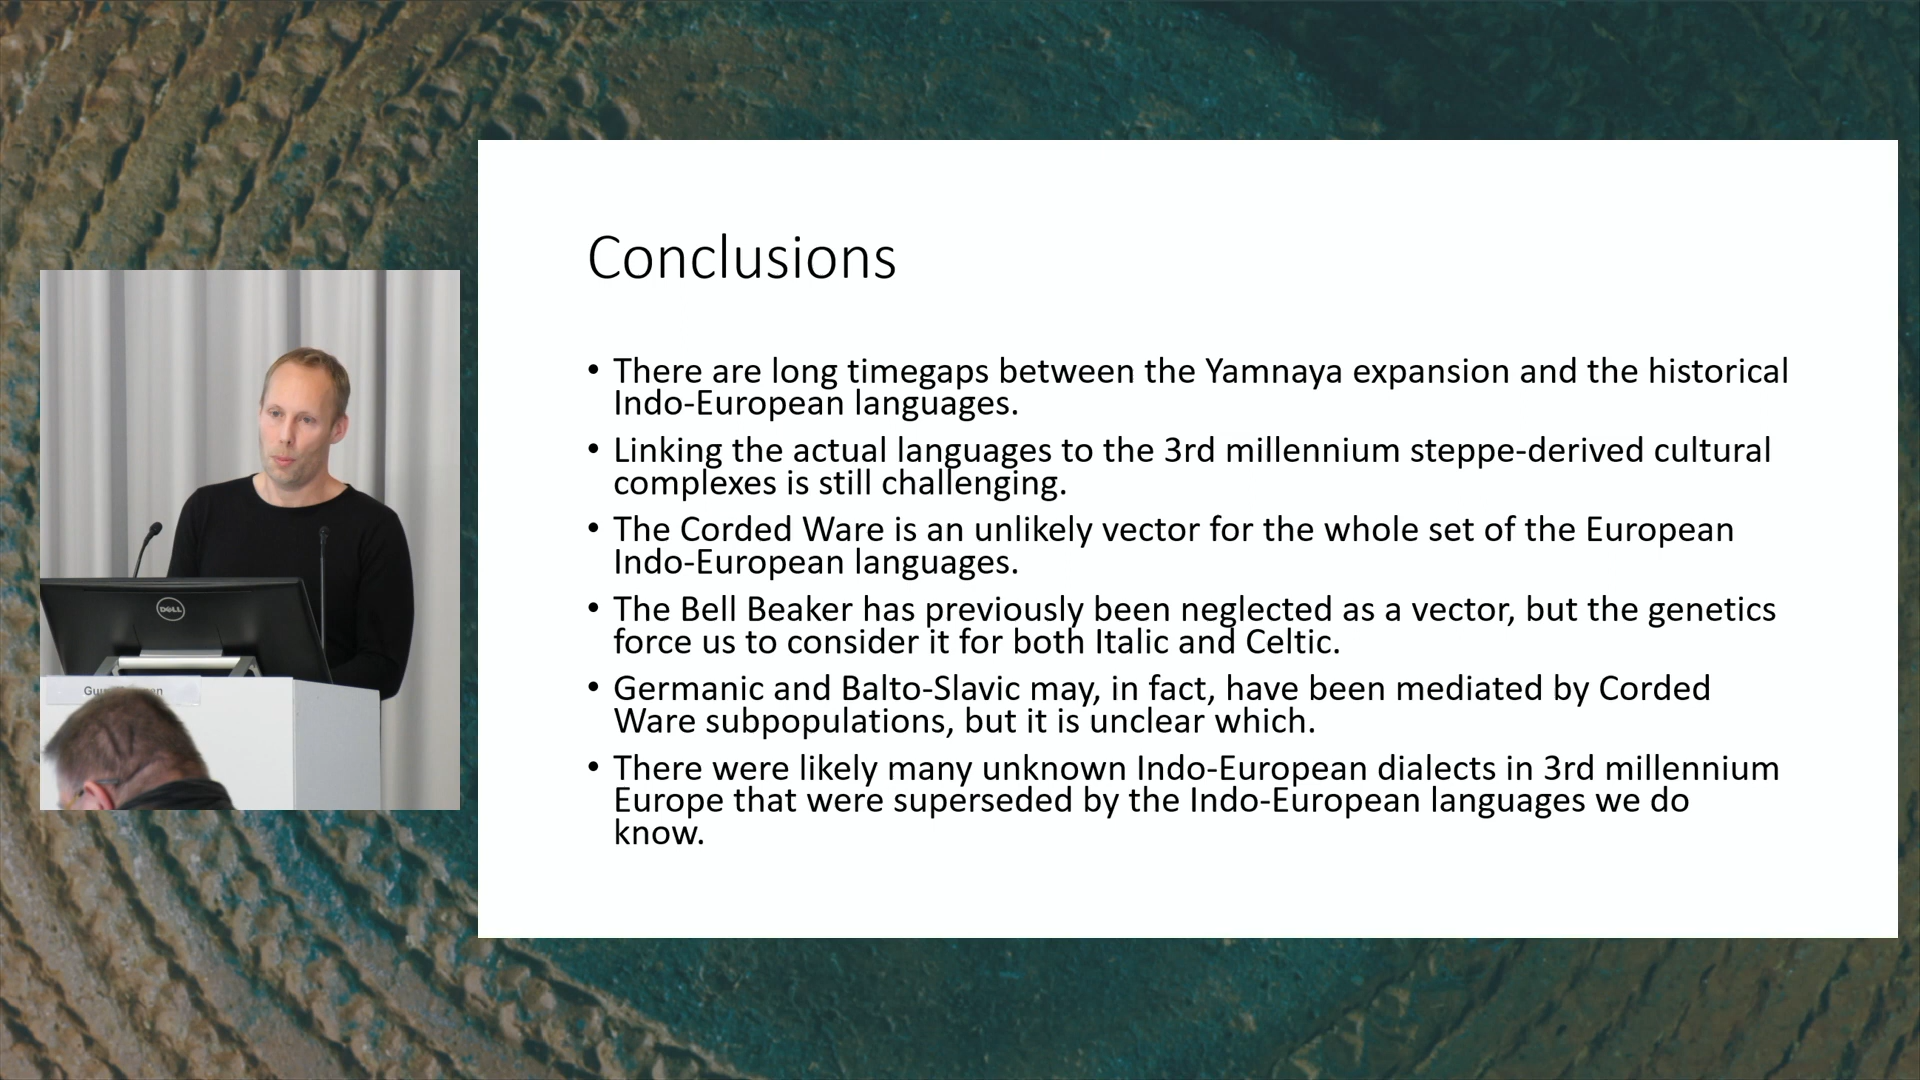 Conclusions
• There are long timegaps between the Yamnaya expansion and the historical
Indo-European languages.
• Linking the actual languages to the 3rd millennium steppe-derived cultural
complexes is still challenging.
• The Corded Ware is an unlikely vector for the whole set of the European
Indo-European languages.
• The Bell Beaker has previously been neglected as a vector, but the genetics
force us to consider it for both Italic and Celtic.
• Germanic and Balto-Slavic may, in fact, have been mediated by Corded
Ware subpopulations, but it is unclear which.
• There were likely many unknown Indo-European dialects in 3rd millennium
Europe that were superseded by the Indo-European languages we do
know.
DELL